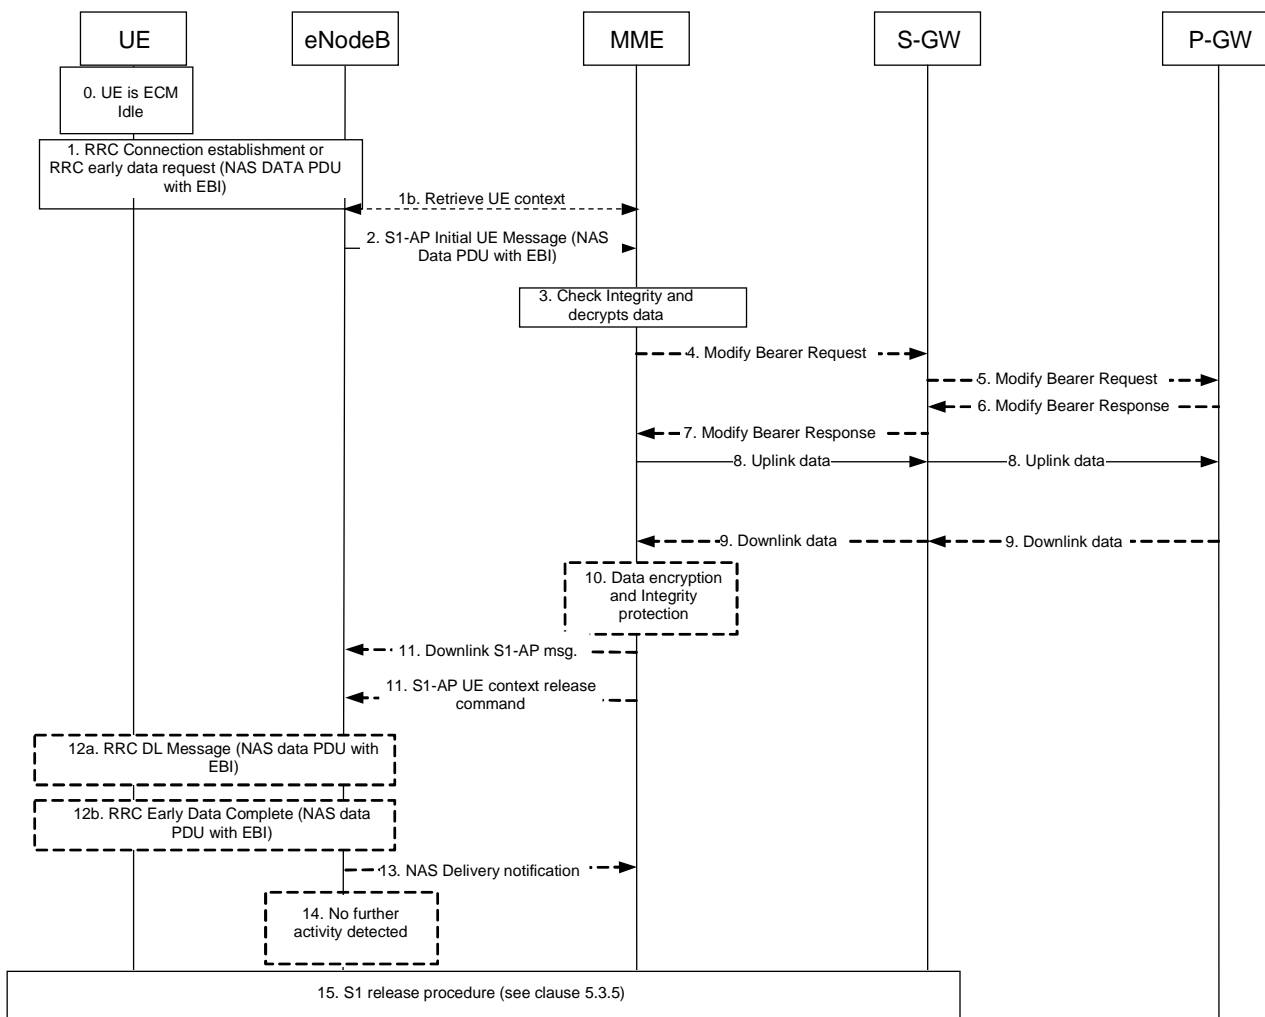 UE
eNodeB
MME
S-GW
P-GW
0. UE is ECM
Idle
1. RRC Connection establishment or
RRC early data request (NAS DATA PDU
with EBI)
1b. Retrieve UE context
2. S1-AP Initial UE Message (NAS
Data PDU with EBI)
3. Check Integrity and
decrypts data
4. Modify Bearer Request
5. Modify Bearer Request
6. Modify Bearer Response
7. Modify Bearer Response
8. Uplink data
8. Uplink data
9. Downlink data
9. Downlink data
10. Data encryption
and Integrity
protection
11. Downlink S1-AP msg.
11. S1-AP UE context release
command
12a. RRC DL Message (NAS data PDU with
EBI)
12b. RRC Early Data Complete (NAS data
PDU with EBI)
13. NAS Delivery notification
14. No further
activity detected
15. S1 release procedure (see clause 5.3.5)